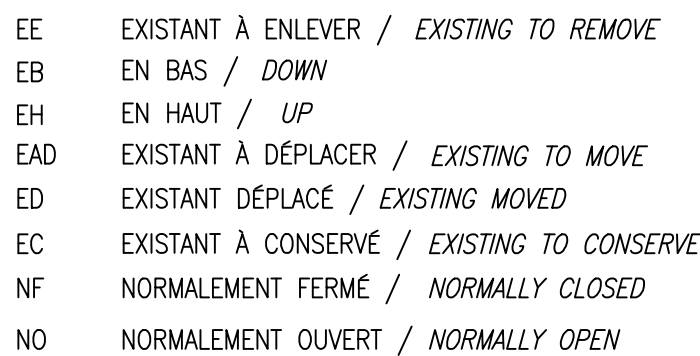 EE EXISTANT À ENLEVER / EXISTING TO REMOVE
EB EN BAS / DOWN
EH EN HAUT / UP
EAD EXISTANT À DÉPLACER / EXISTING TO MOVE
ED EXISTANT DÉPLACÉ / EXISTING MOVED
EC EXISTANT À CONSERVÉ / EXISTING TO CONSERVE
NF NORMALEMENT FERMÉ / NORMALLY CLOSED
NO NORMALEMENT OUVERT / NORMALLY OPEN